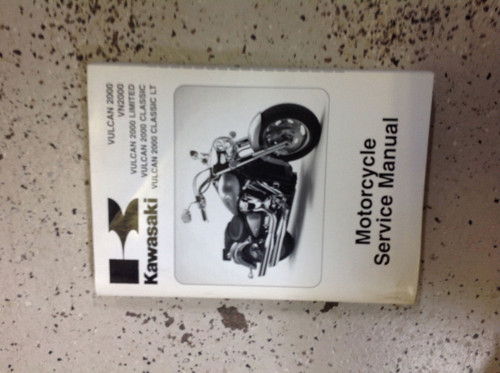 VULCAN 2000
VN2000
VULCAN 2000 LIMITED
VULCAN 2000 CLASSIC
VULCAN 2000 CLASSIC LT
Kawasaki
Motorcycle
Service Manual